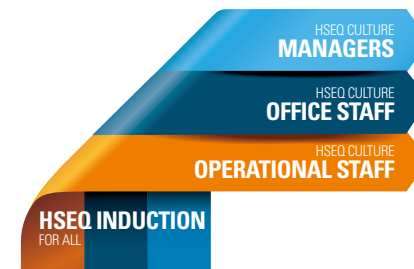 HSEQ CULTURE
MANAGERS
HSEQ CULTURE
OFFICE STAFF
HSEQ CULTURE
OPERATIONAL STAFF
HSEQ INDUCTION
FOR ALL